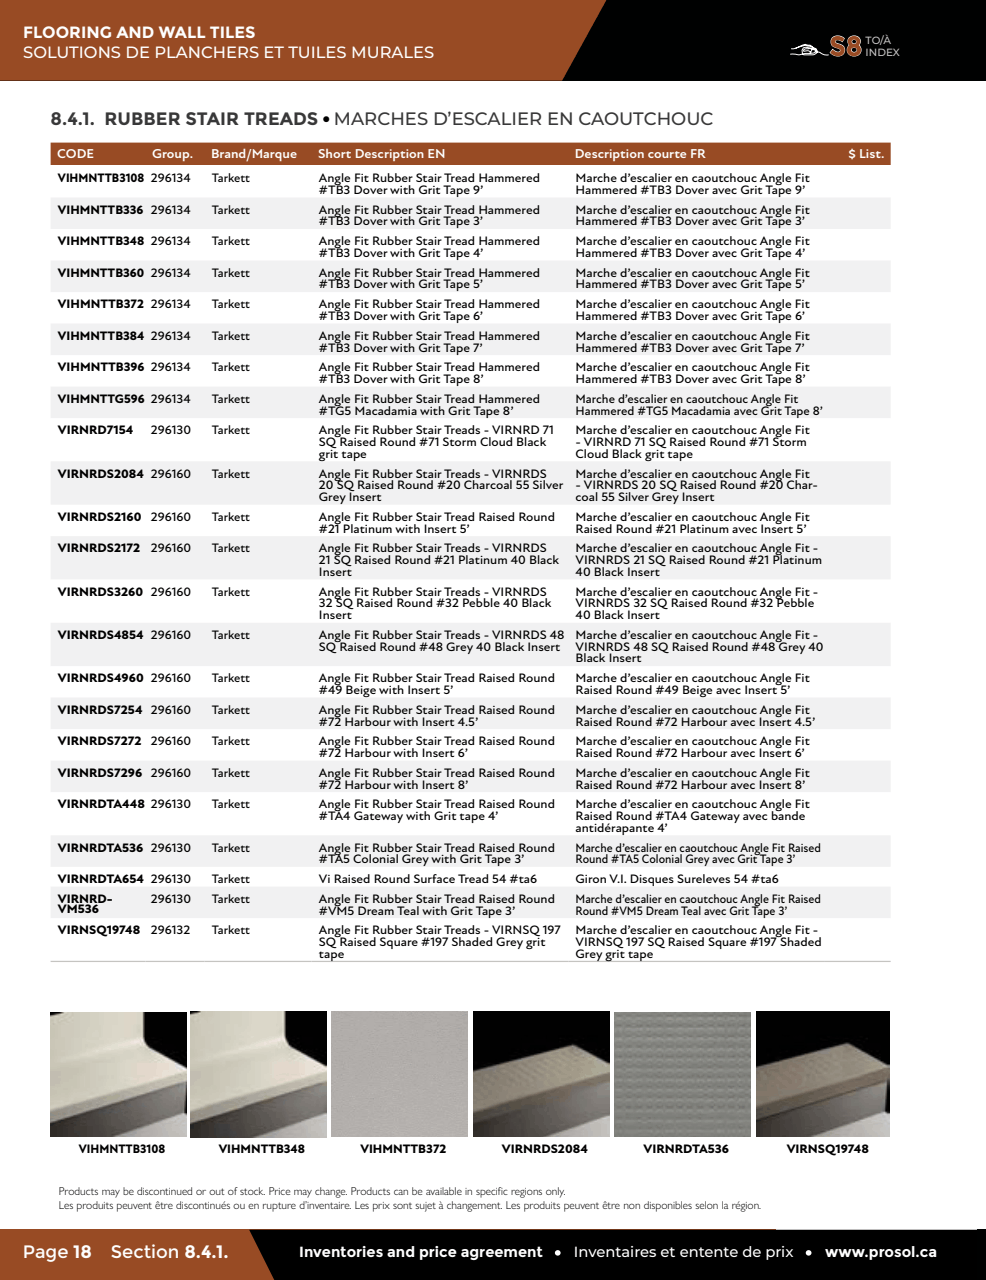 FLOORING AND WALL TILES
SOLUTIONS DE PLANCHERS ET TUILES MURALES
S8 TO/À INDEX
8.4.1. RUBBER STAIR TREADS • MARCHES D’ESCALIER EN CAOUTCHOUC
CODE Group. Brand/Marque Short Description EN Description courte FR $ List.
VIHMNTTB3108 296134 Tarkett Angle Fit Rubber Stair Tread Hammered Marche d’escalier en caoutchouc Angle Fit
#TB3 Dover with Grit Tape 9’ Hammered #TB3 Dover avec Grit Tape 9’
VIHMNTTB336 296134 Tarkett Angle Fit Rubber Stair Tread Hammered Marche d’escalier en caoutchouc Angle Fit
#TB3 Dover with Grit Tape 3’ Hammered #TB3 Dover avec Grit Tape 3’
VIHMNTTB348 296134 Tarkett Angle Fit Rubber Stair Tread Hammered Marche d’escalier en caoutchouc Angle Fit
#TB3 Dover with Grit Tape 4’ Hammered #TB3 Dover avec Grit Tape 4’
VIHMNTTB360 296134 Tarkett Angle Fit Rubber Stair Tread Hammered Marche d’escalier en caoutchouc Angle Fit
#TB3 Dover with Grit Tape 5’ Hammered #TB3 Dover avec Grit Tape 5’
VIHMNTTB372 296134 Tarkett Angle Fit Rubber Stair Tread Hammered Marche d’escalier en caoutchouc Angle Fit
#TB3 Dover with Grit Tape 6’ Hammered #TB3 Dover avec Grit Tape 6’
VIHMNTTB384 296134 Tarkett Angle Fit Rubber Stair Tread Hammered Marche d’escalier en caoutchouc Angle Fit
#TB3 Dover with Grit Tape 7’ Hammered #TB3 Dover avec Grit Tape 7’
VIHMNTTB396 296134 Tarkett Angle Fit Rubber Stair Tread Hammered Marche d’escalier en caoutchouc Angle Fit
#TB3 Dover with Grit Tape 8’ Hammered #TB3 Dover avec Grit Tape 8’
VIHMNTTG596 296134 Tarkett Angle Fit Rubber Stair Tread Hammered Marche d’escalier en caoutchouc Angle Fit
#TG5 Macadamia with Grit Tape 8’ Hammered #TG5 Macadamia avec Grit Tape 8’
VIRNRD7154 296130 Tarkett Angle Fit Rubber Stair Treads - VIRNRD 71 Marche d’escalier en caoutchouc Angle Fit
SQ Raised Round #71 Storm Cloud Black - VIRNRD 71 SQ Raised Round #71 Storm
grit tape Cloud Black grit tape
VIRNRDS2084 296160 Tarkett Angle Fit Rubber Stair Treads - VIRNRDS Marche d’escalier en caoutchouc Angle Fit
20 SQ Raised Round #20 Charcoal 55 Silver - VIRNRDS 20 SQ Raised Round #20 Char-
Grey Insert coal 55 Silver Grey Insert
VIRNRDS2160 296160 Tarkett Angle Fit Rubber Stair Tread Raised Round Marche d’escalier en caoutchouc Angle Fit
#21 Platinum with Insert 5’ Raised Round #21 Platinum avec Insert 5’
VIRNRDS2172 296160 Tarkett Angle Fit Rubber Stair Treads - VIRNRDS Marche d’escalier en caoutchouc Angle Fit -
21 SQ Raised Round #21 Platinum 40 Black VIRNRDS 21 SQ Raised Round #21 Platinum
Insert 40 Black Insert
VIRNRDS3260 296160 Tarkett Angle Fit Rubber Stair Treads - VIRNRDS Marche d’escalier en caoutchouc Angle Fit -
32 SQ Raised Round #32 Pebble 40 Black VIRNRDS 32 SQ Raised Round #32 Pebble
Insert 40 Black Insert
VIRNRDS4854 296160 Tarkett Angle Fit Rubber Stair Treads - VIRNRDS 48 Marche d’escalier en caoutchouc Angle Fit -
SQ Raised Round #48 Grey 40 Black Insert VIRNRDS 48 SQ Raised Round #48 Grey 40
Black Insert
VIRNRDS4960 296160 Tarkett Angle Fit Rubber Stair Tread Raised Round Marche d’escalier en caoutchouc Angle Fit
#49 Beige with Insert 5’ Raised Round #49 Beige avec Insert 5’
VIRNRDS7254 296160 Tarkett Angle Fit Rubber Stair Tread Raised Round Marche d’escalier en caoutchouc Angle Fit
#72 Harbour with Insert 4.5’ Raised Round #72 Harbour avec Insert 4.5’
VIRNRDS7272 296160 Tarkett Angle Fit Rubber Stair Tread Raised Round Marche d’escalier en caoutchouc Angle Fit
#72 Harbour with Insert 6’ Raised Round #72 Harbour avec Insert 6’
VIRNRDS7296 296160 Tarkett Angle Fit Rubber Stair Tread Raised Round Marche d’escalier en caoutchouc Angle Fit
#72 Harbour with Insert 8’ Raised Round #72 Harbour avec Insert 8’
VIRNRDTA448 296130 Tarkett Angle Fit Rubber Stair Tread Raised Round Marche d’escalier en caoutchouc Angle Fit
#TA4 Gateway with Grit tape 4’ Raised Round #TA4 Gateway avec bande
antidérapante 4’
VIRNRDTA536 296130 Tarkett Angle Fit Rubber Stair Tread Raised Round Marche d’escalier en caoutchouc Angle Fit Raised
#TA5 Colonial Grey with Grit Tape 3’ Round #TA5 Colonial Grey avec Grit Tape 3’
VIRNRDTA654 296130 Tarkett Vi Raised Round Surface Tread 54 #ta6 Giron V.I. Disques Sureleves 54 #ta6
VIRNRD- 296130 Tarkett Angle Fit Rubber Stair Tread Raised Round Marche d’escalier en caoutchouc Angle Fit Raised
VM536 #VM5 Dream Teal with Grit Tape 3’ Round #VM5 Dream Teal avec Grit Tape 3’
VIRNSQ19748 296132 Tarkett Angle Fit Rubber Stair Treads - VIRNSQ 197 Marche d’escalier en caoutchouc Angle Fit -
SQ Raised Square #197 Shaded Grey grit VIRNSQ 197 SQ Raised Square #197 Shaded
tape Grey grit tape
VIHMNTTB3108 VIHMNTTB348 VIHMNTTB372 VIRNRDS2084 VIRNRDTA536 VIRNSQ19748
Products may be discontinued or out of stock. Price may change. Products can be available in specific regions only.
Les produits peuvent être discontinués ou en rupture d’inventaire. Les prix sont sujet à changement. Les produits peuvent être non disponibles selon la région.
Page 18 Section 8.4.1. Inventories and price agreement • Inventaires et entente de prix • www.prosol.ca